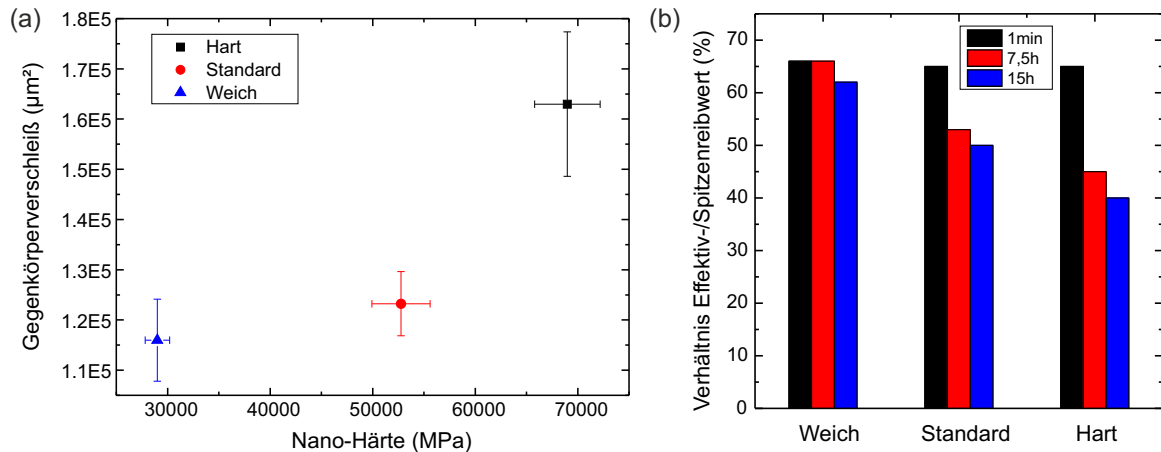 (a)
Gegenkörperverschleiß (µm²)
1.8E5
1.7E5
1.6E5
1.5E5
1.4E5
1.3E5
1.2E5
1.1E5
Hart
Standard
Weich
30000 40000 50000 60000 70000
Nano-Härte (MPa)
(b)
Verhältnis Effektiv-/Spitzenreibwert (%)
70
60
50
40
30
20
10
0
1min
7,5h
15h
Weich Standard Hart